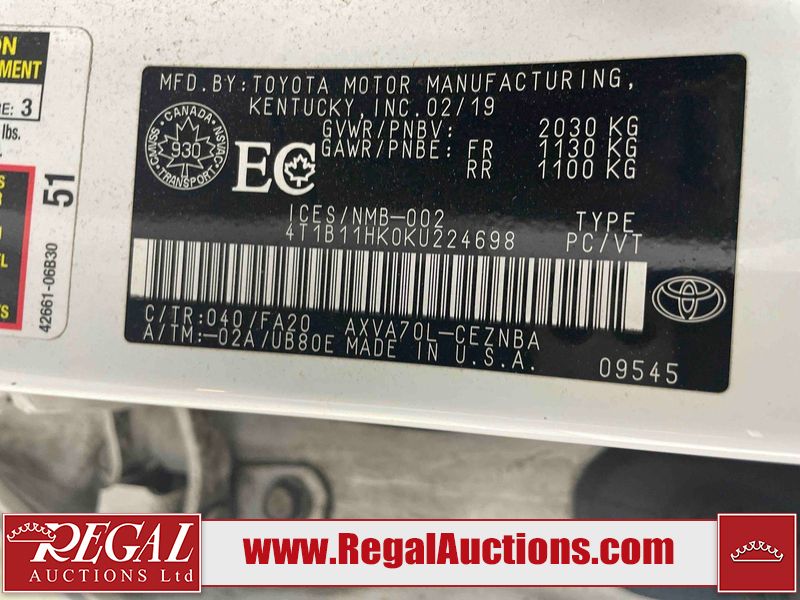 ON
EMENT
RE: 3
lbs.
51
42661-06B30
MFD. BY: TOYOTA MOTOR MANUFACTURING,
KENTUCKY, INC. 02/19
GVWR/PNBV: 2030 KG
GAWR/PNBE: FR 1130 KG
RR 1100 KG
CANADA
930
TRANSPORT
EC
ICES/NMB-002
TYPE
4T1B11HK0KU224698
PC/VT
C/TR: 040/FA20 AXVA70L-CEZNBA
A/TM: -02A/UB80E MADE IN U.S.A.
09545
REGAL
AUCTIONS Ltd
www.RegalAuctions.com